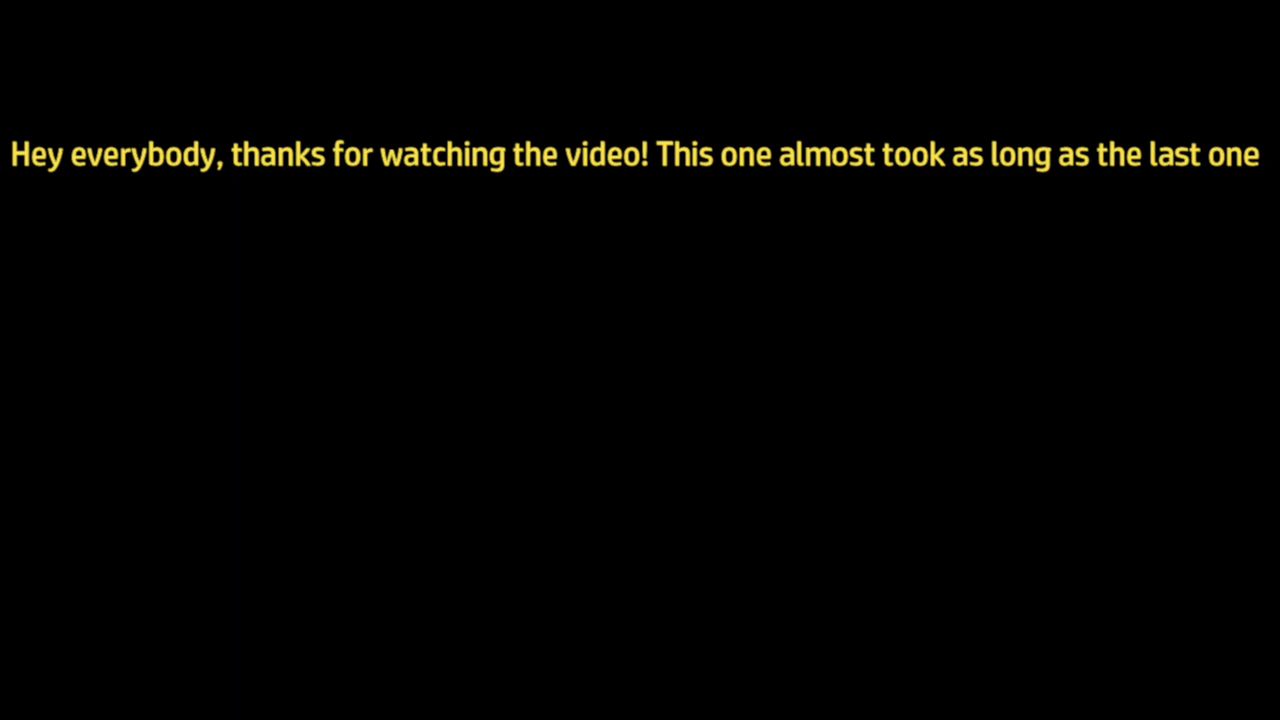 Hey everybody, thanks for watching the video! This one almost took as long as the last one